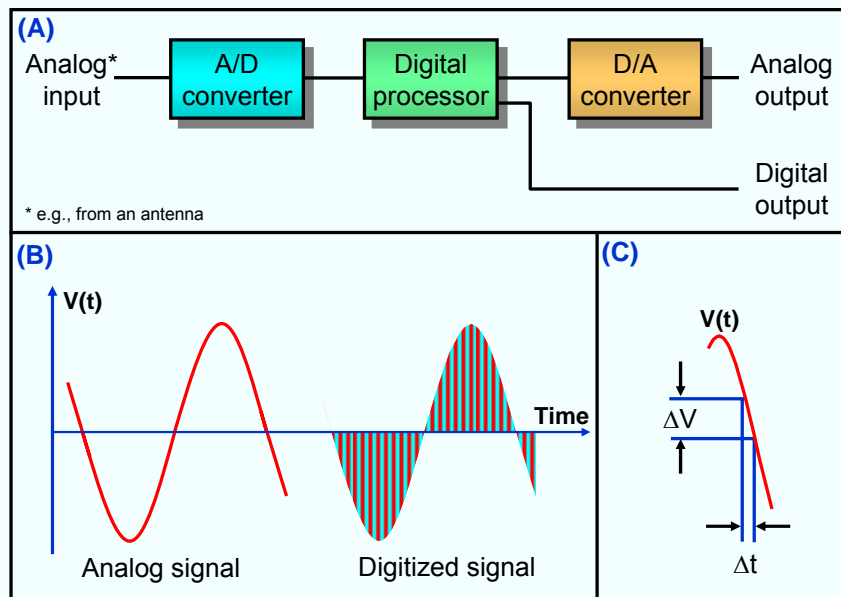 (A)
Analog*
input
A/D
converter
Digital
processor
D/A
converter
Analog
output
Digital
output
* e.g., from an antenna
(B)
V(t)
Time
Analog signal
Digitized signal
(C)
V(t)
ΔV
Δt